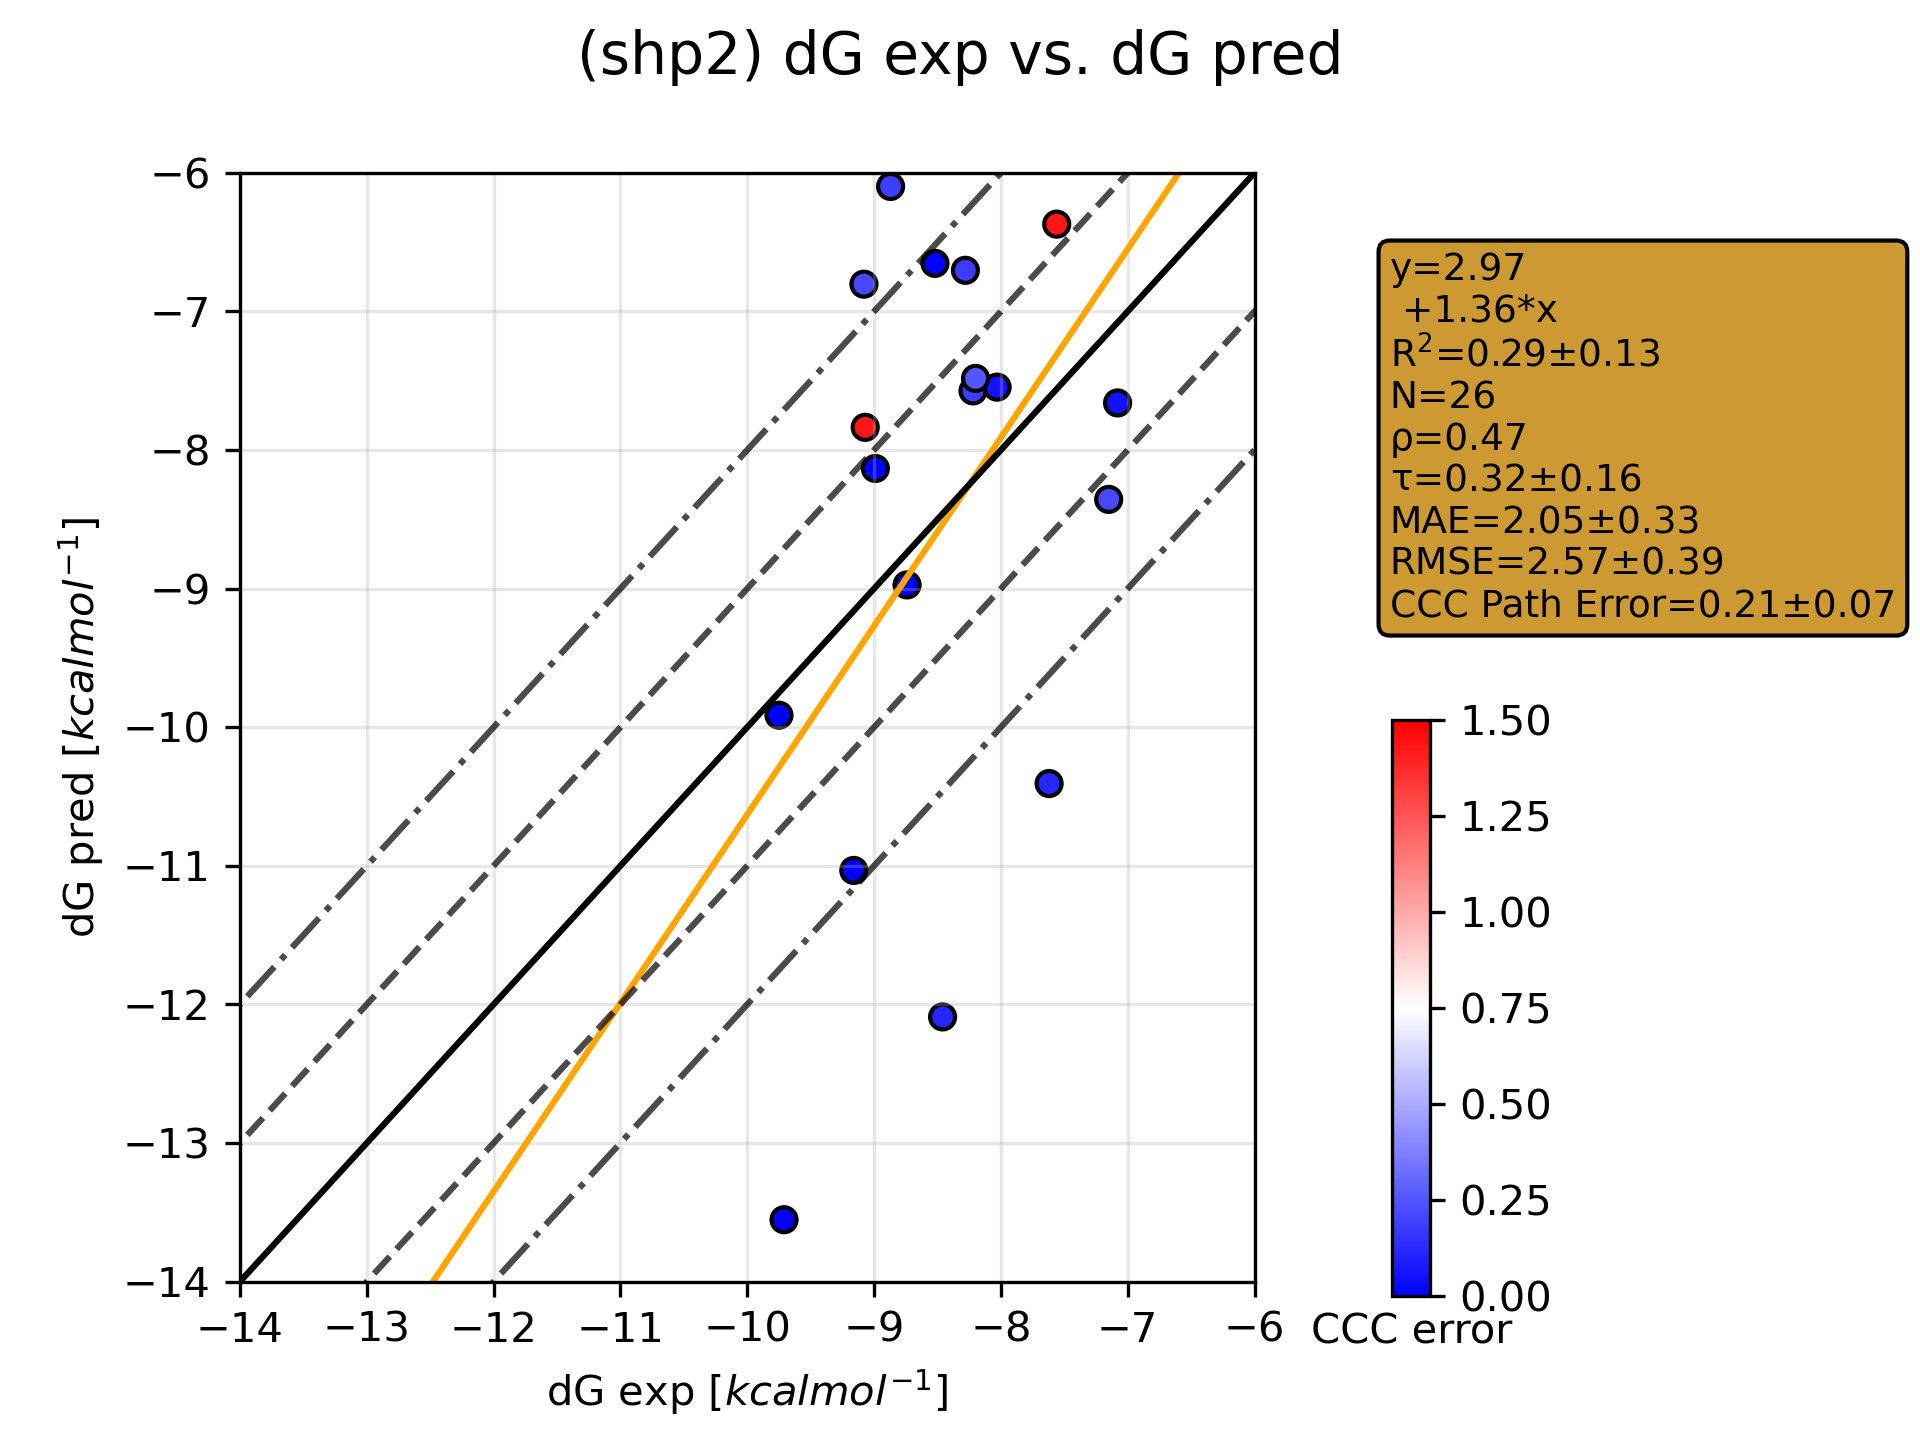 (shp2) dG exp vs. dG pred
−6
−7
−8
−9
−10
−11
−12
−13
−14
dG pred [kcalmol⁻¹]
−14 −13 −12 −11 −10 −9 −8 −7 −6
dG exp [kcalmol⁻¹]
y=2.97
+1.36*x
R²=0.29±0.13
N=26
ρ=0.47
τ=0.32±0.16
MAE=2.05±0.33
RMSE=2.57±0.39
CCC Path Error=0.21±0.07
1.50
1.25
1.00
0.75
0.50
0.25
0.00
CCC error